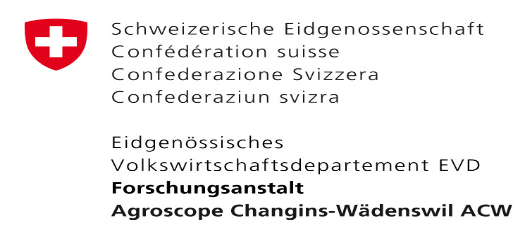 Schweizerische Eidgenossenschaft
Confédération suisse
Confederazione Svizzera
Confederaziun svizra
Eidgenössisches
Volkswirtschaftsdepartement EVD
Forschungsanstalt
Agroscope Changins-Wädenswil ACW